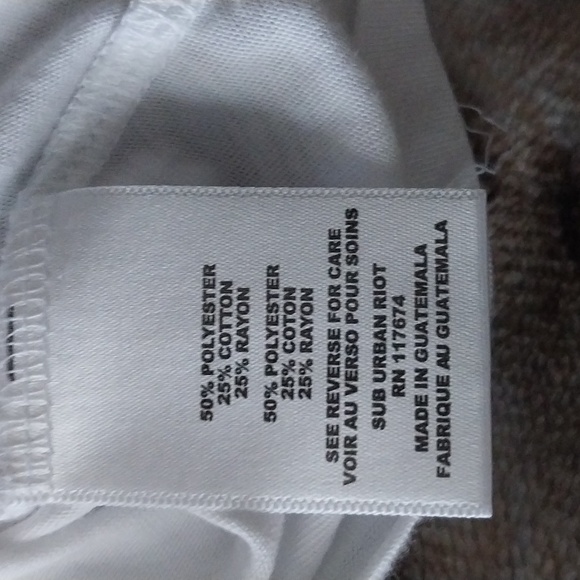 50% POLYESTER
25% COTTON
25% RAYON
50% POLYESTER
25% COTON
25% RAYON
SEE REVERSE FOR CARE
VOIR AU VERSO POUR SOINS
SUB URBAN RIOT
RN 117674
MADE IN GUATEMALA
FABRIQUE AU GUATEMALA